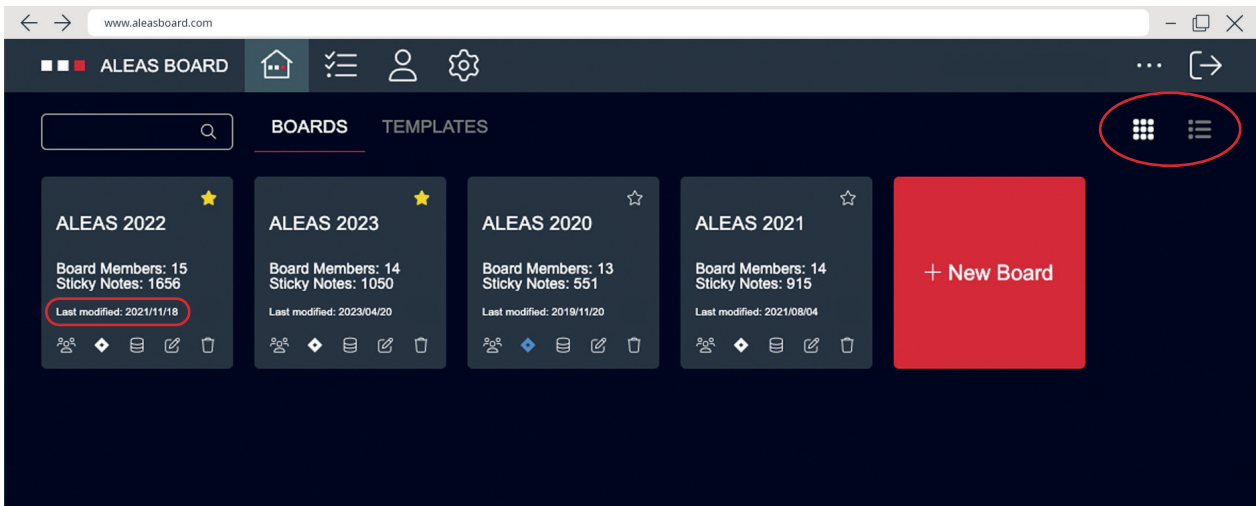 www.aleasboard.com
ALEAS BOARD
BOARDS TEMPLATES
ALEAS 2022
Board Members: 15
Sticky Notes: 1656
Last modified: 2021/11/18
ALEAS 2023
Board Members: 14
Sticky Notes: 1050
Last modified: 2023/04/20
ALEAS 2020
Board Members: 13
Sticky Notes: 551
Last modified: 2019/11/20
ALEAS 2021
Board Members: 14
Sticky Notes: 915
Last modified: 2021/08/04
+ New Board